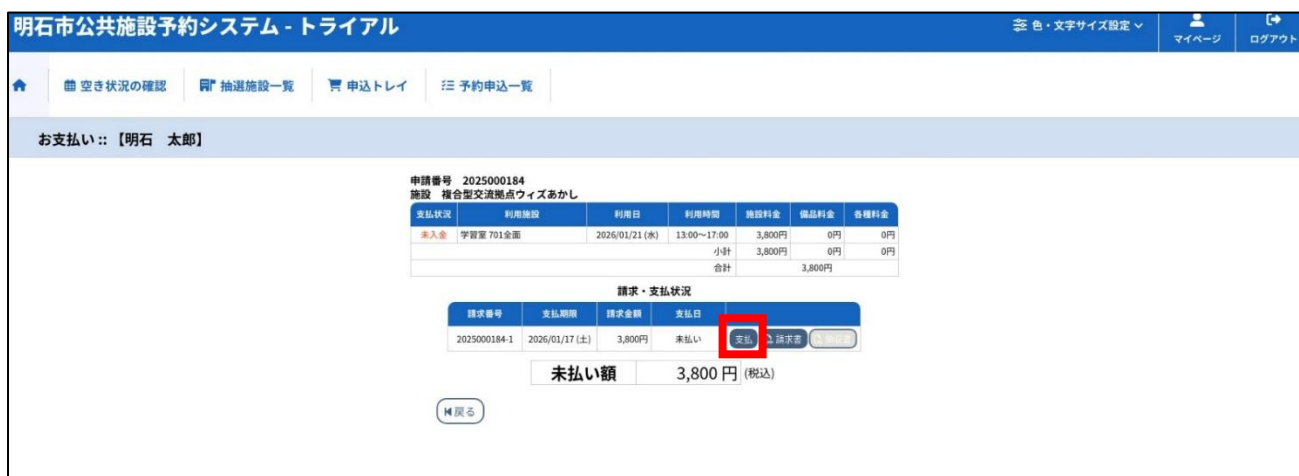 明石市公共施設予約システム - トライアル
色・文字サイズ設定
マイページ
ログアウト
空き状況の確認 抽選施設一覧 申込トレイ 予約申込一覧
お支払い :: 【明石 太郎】
申請番号 2025000184
施設 複合型交流拠点ウィズあかし
支払状況 利用施設 利用日 利用時間 施設料金 備品料金 各種料金
未入金 学習室 701全面 2026/01/21 (水) 13:00～17:00 3,800円 0円 0円
小計 3,800円 0円 0円
合計 3,800円
請求・支払状況
請求番号 支払期限 請求金額 支払日
2025000184-1 2026/01/17 (土) 3,800円 未払い 支払 請求書
未払い額 3,800 円 (税込)
戻る